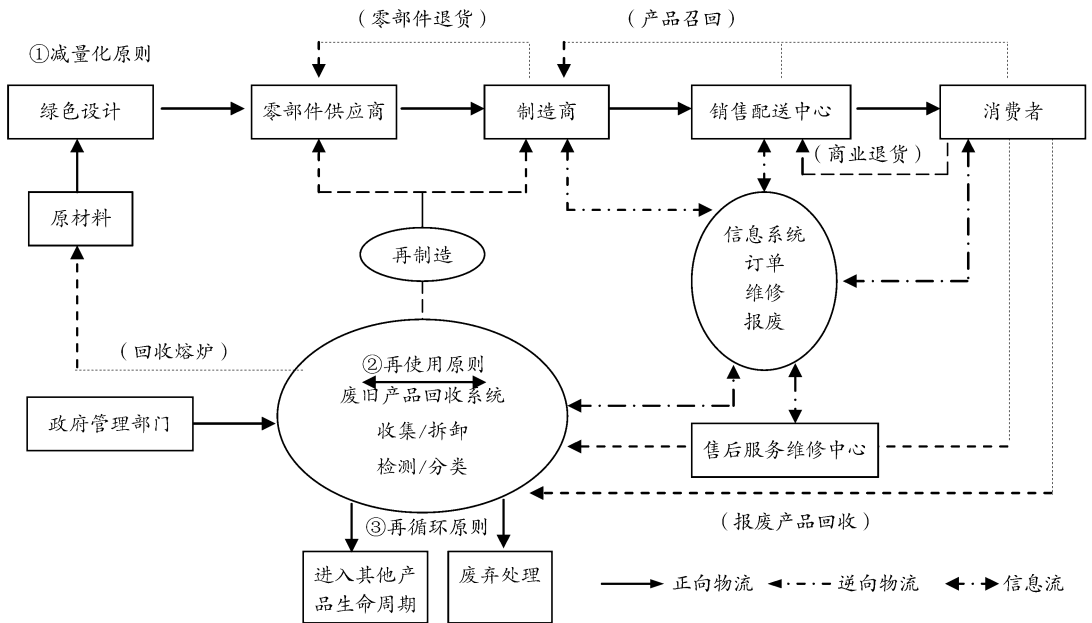 （零部件退货）
（产品召回）
①减量化原则
绿色设计
零部件供应商
制造商
销售配送中心
消费者
（商业退货）
原材料
再制造
信息系统
订单
维修
报废
（回收熔炉）
②再使用原则
废旧产品回收系统
收集/拆卸
检测/分类
政府管理部门
售后服务维修中心
（报废产品回收）
③再循环原则
进入其他产
品生命周期
废弃处理
正向物流
逆向物流
信息流